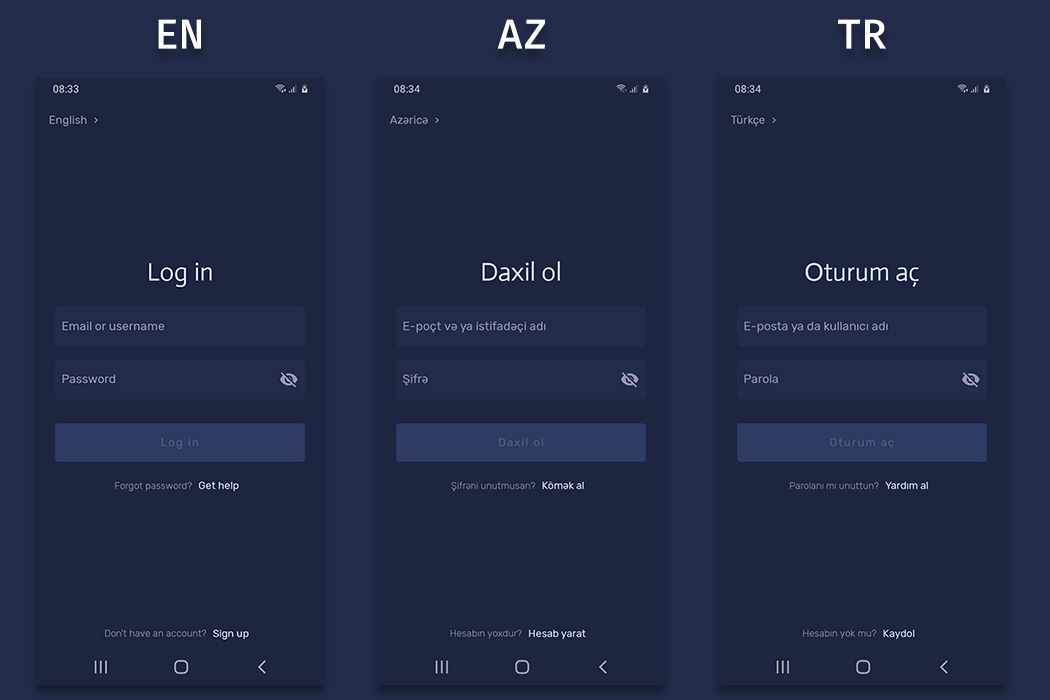 EN
08:33
English
Log in
Email or username
Password
Log in
Forgot password? Get help
Don't have an account? Sign up
AZ
08:34
Azəricə
Daxil ol
E-poçt və ya istifadəçi adı
Şifrə
Daxil ol
Şifrəni unutmusan? Kömək al
Hesabın yoxdur? Hesab yarat
TR
08:34
Türkçe
Oturum aç
E-posta ya da kullanıcı adı
Parola
Oturum aç
Parolanı mı unuttun? Yardım al
Hesabın yok mu? Kaydol